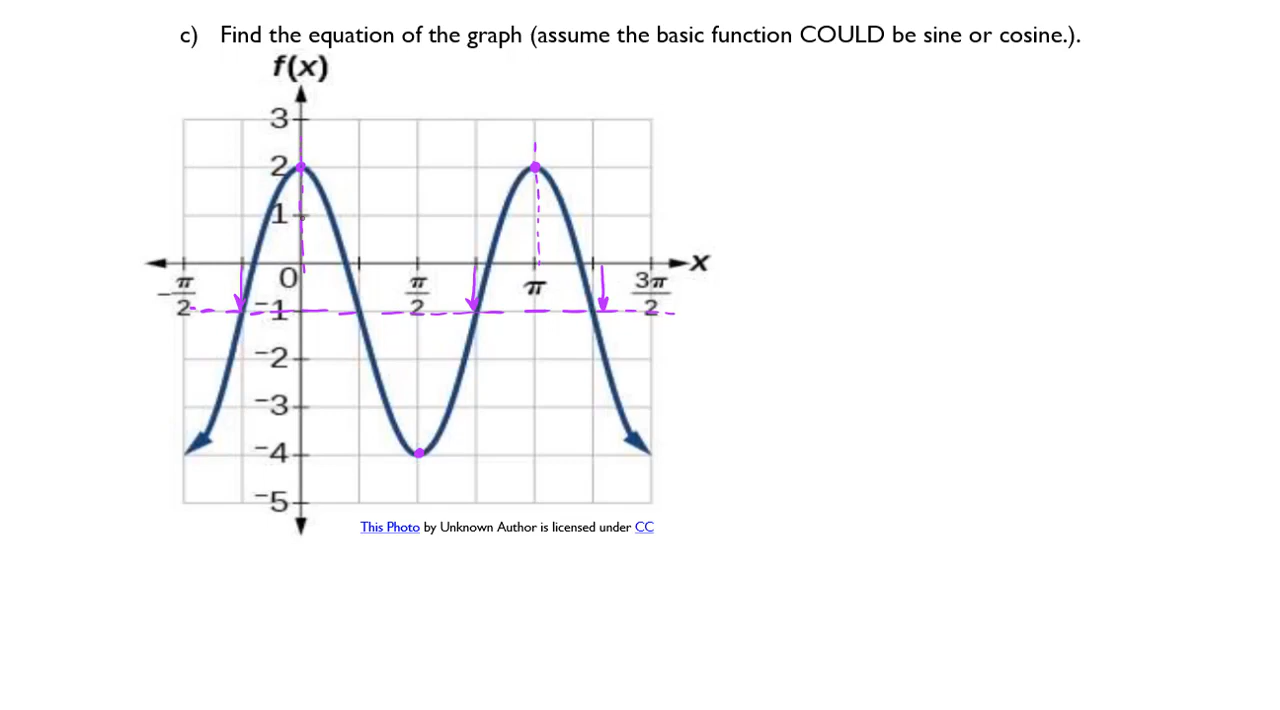 c) Find the equation of the graph (assume the basic function COULD be sine or cosine.).
f(x)
3
2
1
x
0
−π/2
π/2
π
3π/2
−1
−2
−3
−4
−5
This Photo by Unknown Author is licensed under CC